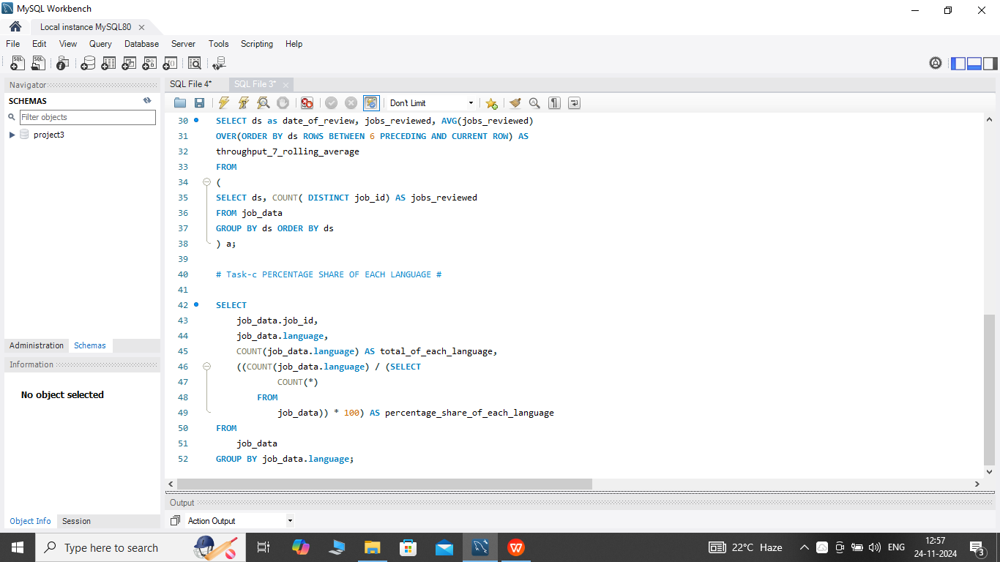 MySQL Workbench
Local instance MySQL80
File Edit View Query Database Server Tools Scripting Help
Navigator
SCHEMAS
Filter objects
project3
Administration Schemas
Information
No object selected
Object Info Session
SQL File 4* SQL File 3*
Don't Limit
30 SELECT ds as date_of_review, jobs_reviewed, AVG(jobs_reviewed)
31 OVER(ORDER BY ds ROWS BETWEEN 6 PRECEDING AND CURRENT ROW) AS
32 throughput_7_rolling_average
33 FROM
34 (
35 SELECT ds, COUNT( DISTINCT job_id) AS jobs_reviewed
36 FROM job_data
37 GROUP BY ds ORDER BY ds
38 ) a;
39
40 # Task-c PERCENTAGE SHARE OF EACH LANGUAGE #
41
42 SELECT
43 job_data.job_id,
44 job_data.language,
45 COUNT(job_data.language) AS total_of_each_language,
46 ((COUNT(job_data.language) / (SELECT
47 COUNT(*)
48 FROM
49 job_data)) * 100) AS percentage_share_of_each_language
50 FROM
51 job_data
52 GROUP BY job_data.language;
Output
Action Output
Type here to search
22°C Haze
ENG
12:57
24-11-2024
3